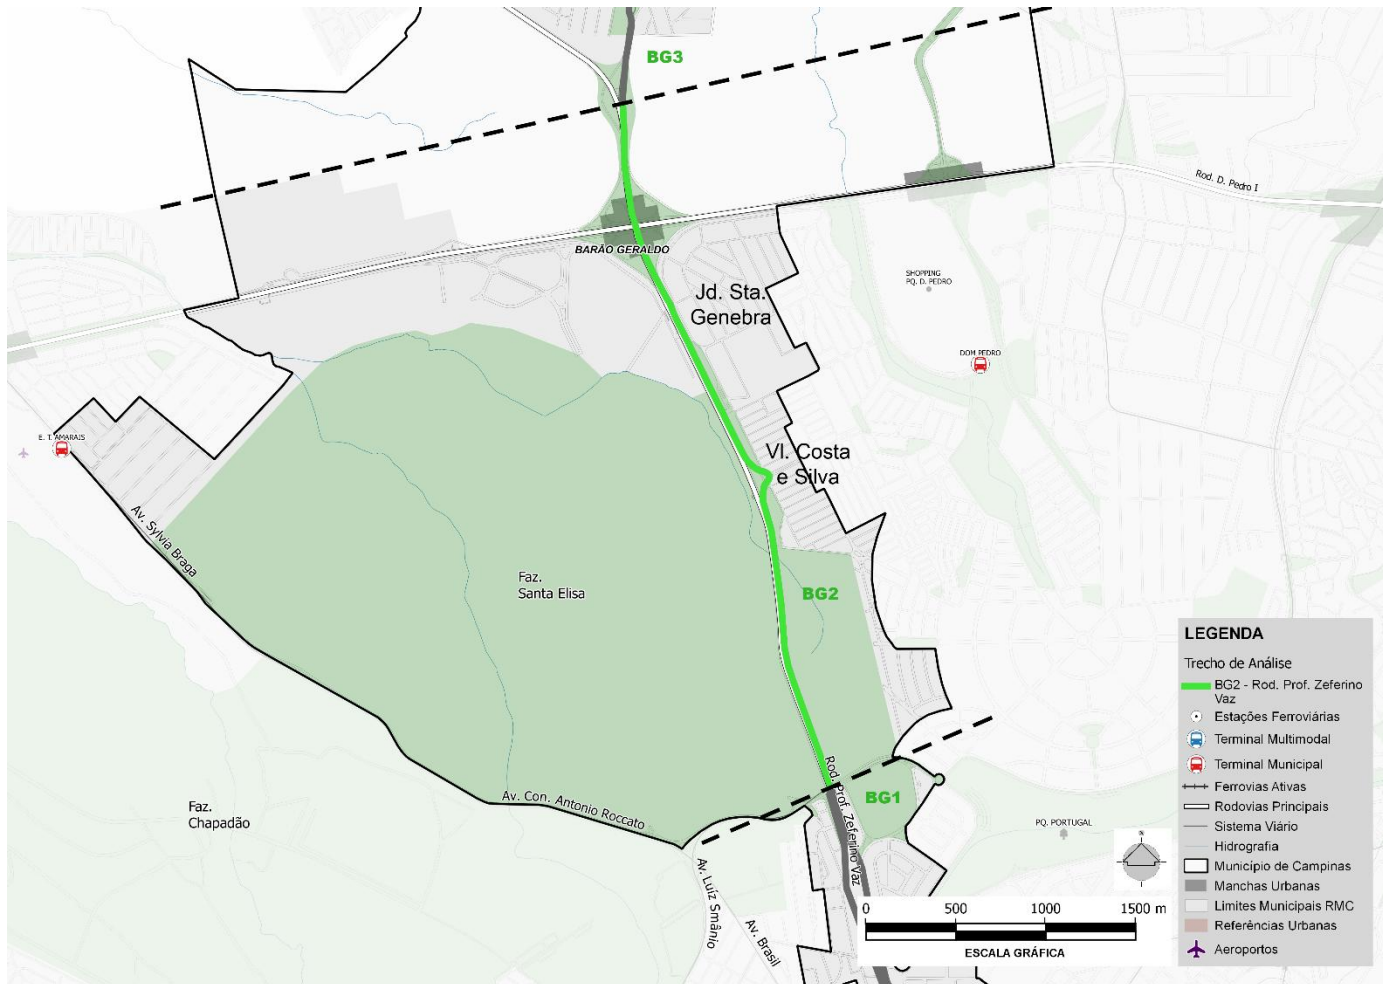 BG3
Rod. D. Pedro I
BARÃO GERALDO
SHOPPING
PQ. D. PEDRO
Jd. Sta.
Genebra
DOM PEDRO
E. T. AMARAIS
Vl. Costa
e Silva
Av. Sylvia Braga
Faz.
Santa Elisa
BG2
Rod. Prof. Zeferino Vaz
BG1
Av. Con. Antonio Roccato
Faz.
Chapadão
PQ. PORTUGAL
Av. Luíz Smânio
Av. Brasil
N
0 500 1000 1500 m
ESCALA GRÁFICA
LEGENDA
Trecho de Análise
BG2 - Rod. Prof. Zeferino
Vaz
Estações Ferroviárias
Terminal Multimodal
Terminal Municipal
Ferrovias Ativas
Rodovias Principais
Sistema Viário
Hidrografia
Município de Campinas
Manchas Urbanas
Limites Municipais RMC
Referências Urbanas
Aeroportos